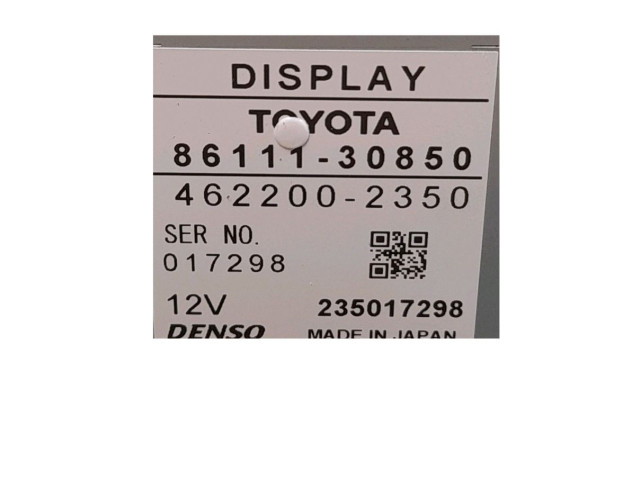 DISPLAY
TOYOTA
86111-30850
462200-2350
SER NO.
017298
12V
235017298
DENSO
MADE IN JAPAN